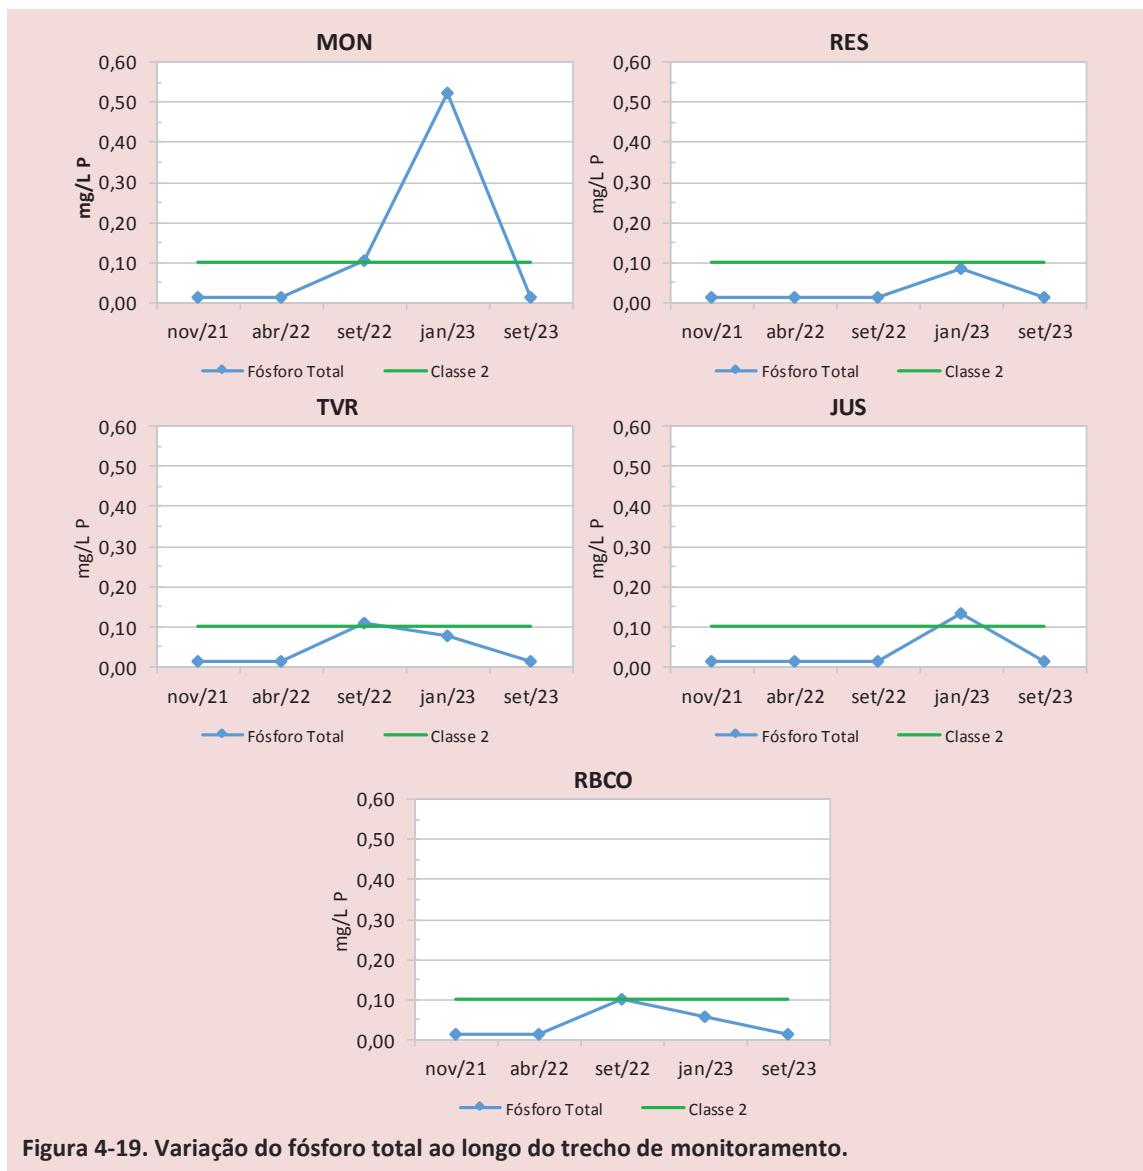 MON
0,60
0,50
0,40
0,30
0,20
0,10
0,00
mg/L P
nov/21 abr/22 set/22 jan/23 set/23
Fósforo Total Classe 2
RES
0,60
0,50
0,40
0,30
0,20
0,10
0,00
mg/L P
nov/21 abr/22 set/22 jan/23 set/23
Fósforo Total Classe 2
TVR
0,60
0,50
0,40
0,30
0,20
0,10
0,00
mg/L P
nov/21 abr/22 set/22 jan/23 set/23
Fósforo Total Classe 2
JUS
0,60
0,50
0,40
0,30
0,20
0,10
0,00
mg/L P
nov/21 abr/22 set/22 jan/23 set/23
Fósforo Total Classe 2
RBCO
0,60
0,50
0,40
0,30
0,20
0,10
0,00
mg/L P
nov/21 abr/22 set/22 jan/23 set/23
Fósforo Total Classe 2
Figura 4-19. Variação do fósforo total ao longo do trecho de monitoramento.